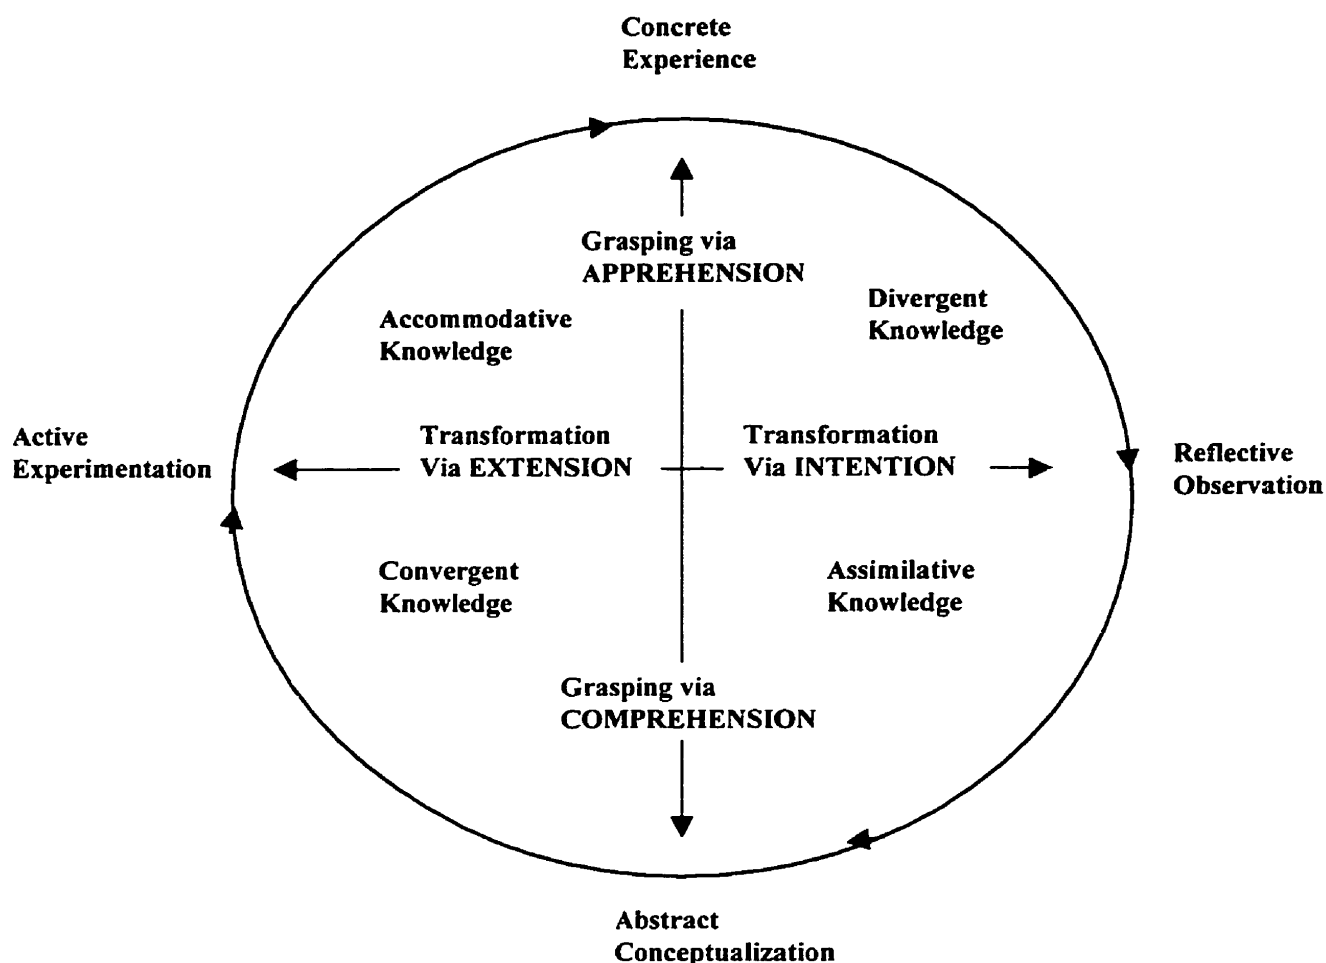 Concrete
Experience
Grasping via
APPREHENSION
Divergent
Knowledge
Accommodative
Knowledge
Active
Experimentation
Transformation
Via EXTENSION
Transformation
Via INTENTION
Reflective
Observation
Convergent
Knowledge
Assimilative
Knowledge
Grasping via
COMPREHENSION
Abstract
Conceptualization